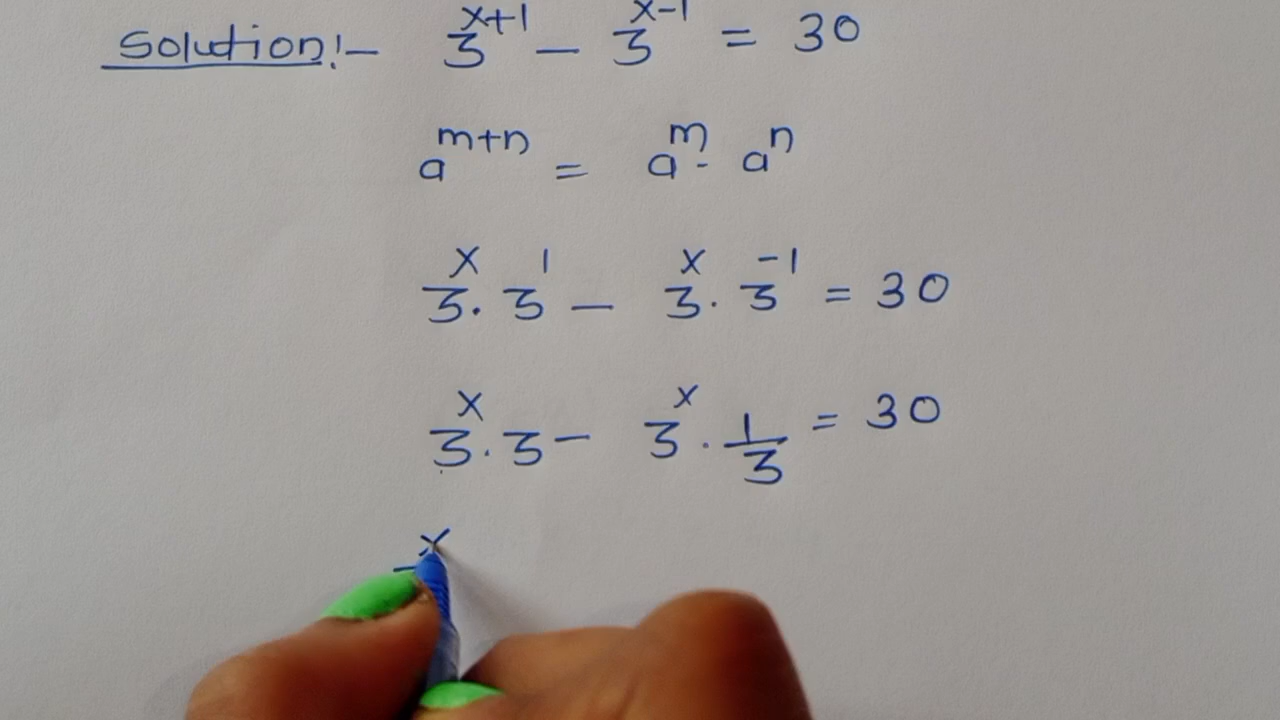 Solution:- 3^{x+1} - 3^{x-1} = 30
a^{m+n} = a^m . a^n
3^x . 3^1 - 3^x . 3^{-1} = 30
3^x . 3 - 3^x . 1/3 = 30
x